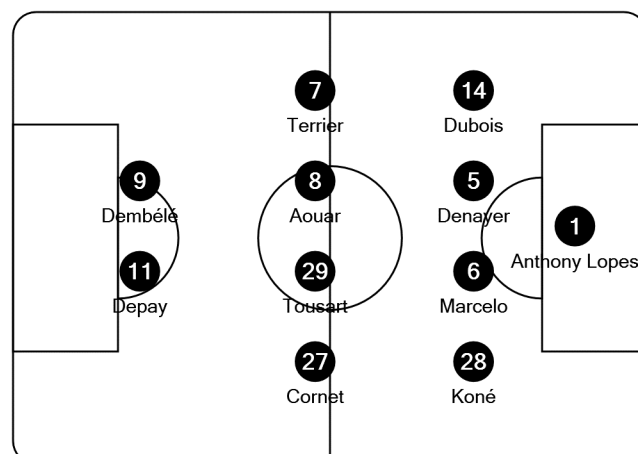 7
Terrier
14
Dubois
9
Dembélé
8
Aouar
5
Denayer
1
Anthony Lopes
11
Depay
29
Tousart
6
Marcelo
27
Cornet
28
Koné